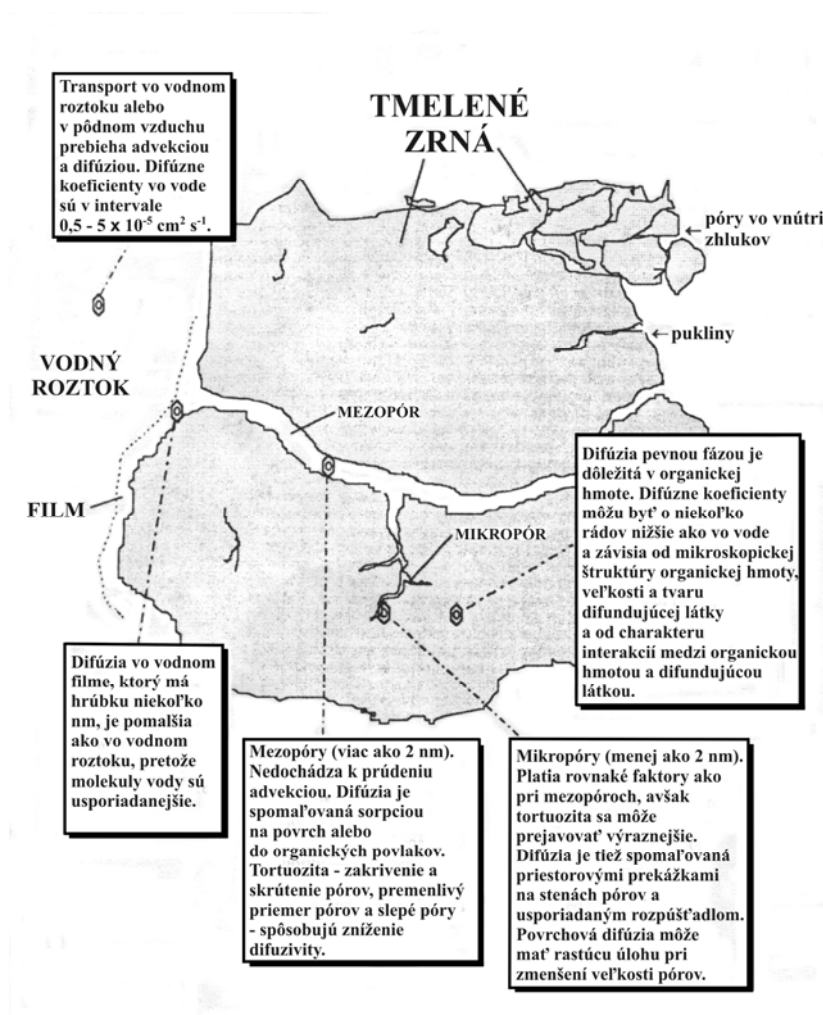 Transport vo vodnom
roztoku alebo
v pôdnom vzduchu
prebieha advekciou
a difúziou. Difúzne
koeficienty vo vode
sú v intervale
0,5 - 5 x 10⁻⁵ cm² s⁻¹.
TMELENÉ
ZRNÁ
póry vo vnútri
zhlukov
pukliny
VODNÝ
ROZTOK
MEZOPÓR
FILM
MIKROPÓR
Difúzia pevnou fázou je
dôležitá v organickej
hmote. Difúzne koeficienty
môžu byť o niekoľko
rádov nižšie ako vo vode
a závisia od mikroskopickej
štruktúry organickej hmoty,
veľkosti a tvaru
difundujúcej látky
a od charakteru
interakcií medzi organickou
hmotou a difundujúcou
látkou.
Difúzia vo vodnom
filme, ktorý má
hrúbku niekoľko
nm, je pomalšia
ako vo vodnom
roztoku, pretože
molekuly vody sú
usporiadanejšie.
Mezopóry (viac ako 2 nm).
Nedochádza k prúdeniu
advekciou. Difúzia je
spomaľovaná sorpciou
na povrch alebo
do organických povlakov.
Tortuozita - zakrivenie a
skrútenie pórov, premenlivý
priemer pórov a slepé póry
- spôsobujú zníženie
difuzivity.
Mikropóry (menej ako 2 nm).
Platia rovnaké faktory ako
pri mezopóroch, avšak
tortuozita sa môže
prejavovať výraznejšie.
Difúzia je tiež spomaľovaná
priestorovými prekážkami
na stenách pórov a
usporiadaným rozpúšťadlom.
Povrchová difúzia môže
mať rastúcu úlohu pri
zmenšení veľkosti pórov.